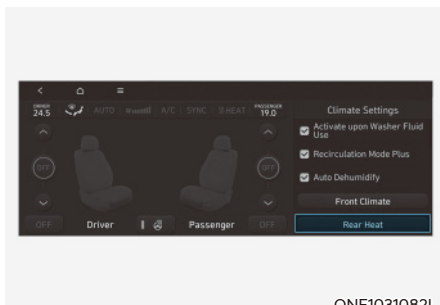 DRIVER
24.5
AUTO
A/C
SYNC
HEAT
PASSENGER
19.0
OFF
OFF
OFF
Driver
Passenger
OFF
Climate Settings
Activate upon Washer Fluid
Use
Recirculation Mode Plus
Auto Dehumidify
Front Climate
Rear Heat